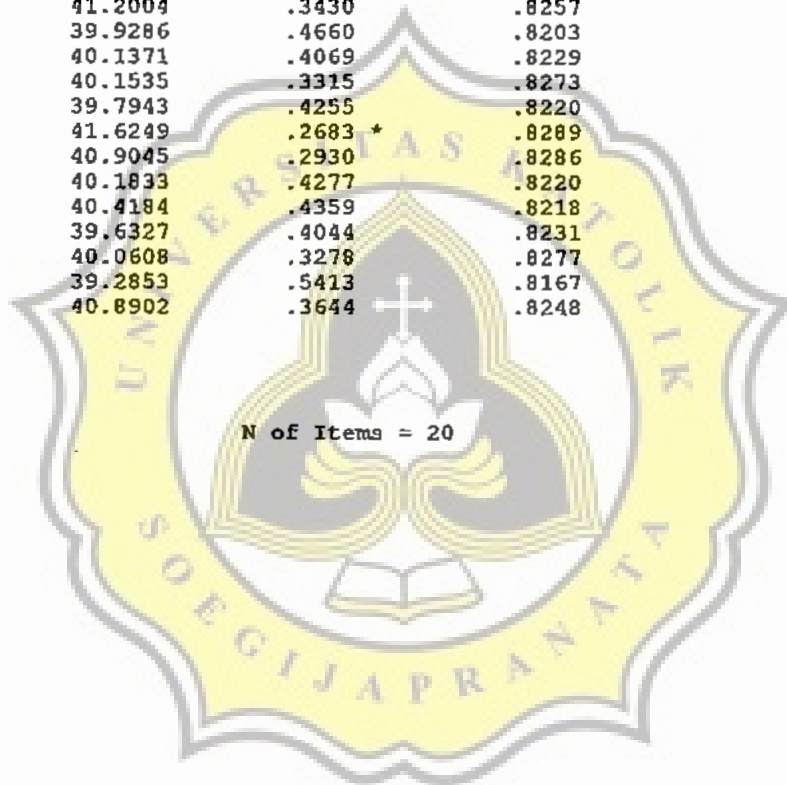 41.2004 .3430 .8257
39.9286 .4660 .8203
40.1371 .4069 .8229
40.1535 .3315 .8273
39.7943 .4255 .8220
41.6249 .2683 * .8289
40.9045 .2930 .8286
40.1833 .4277 .8220
40.4184 .4359 .8218
39.6327 .4044 .8231
40.0608 .3278 .8277
39.2853 .5413 .8167
40.8902 .3644 .8248
N of Items = 20
UNIVERSITAS KATOLIK
SOEGIJAPRANATA